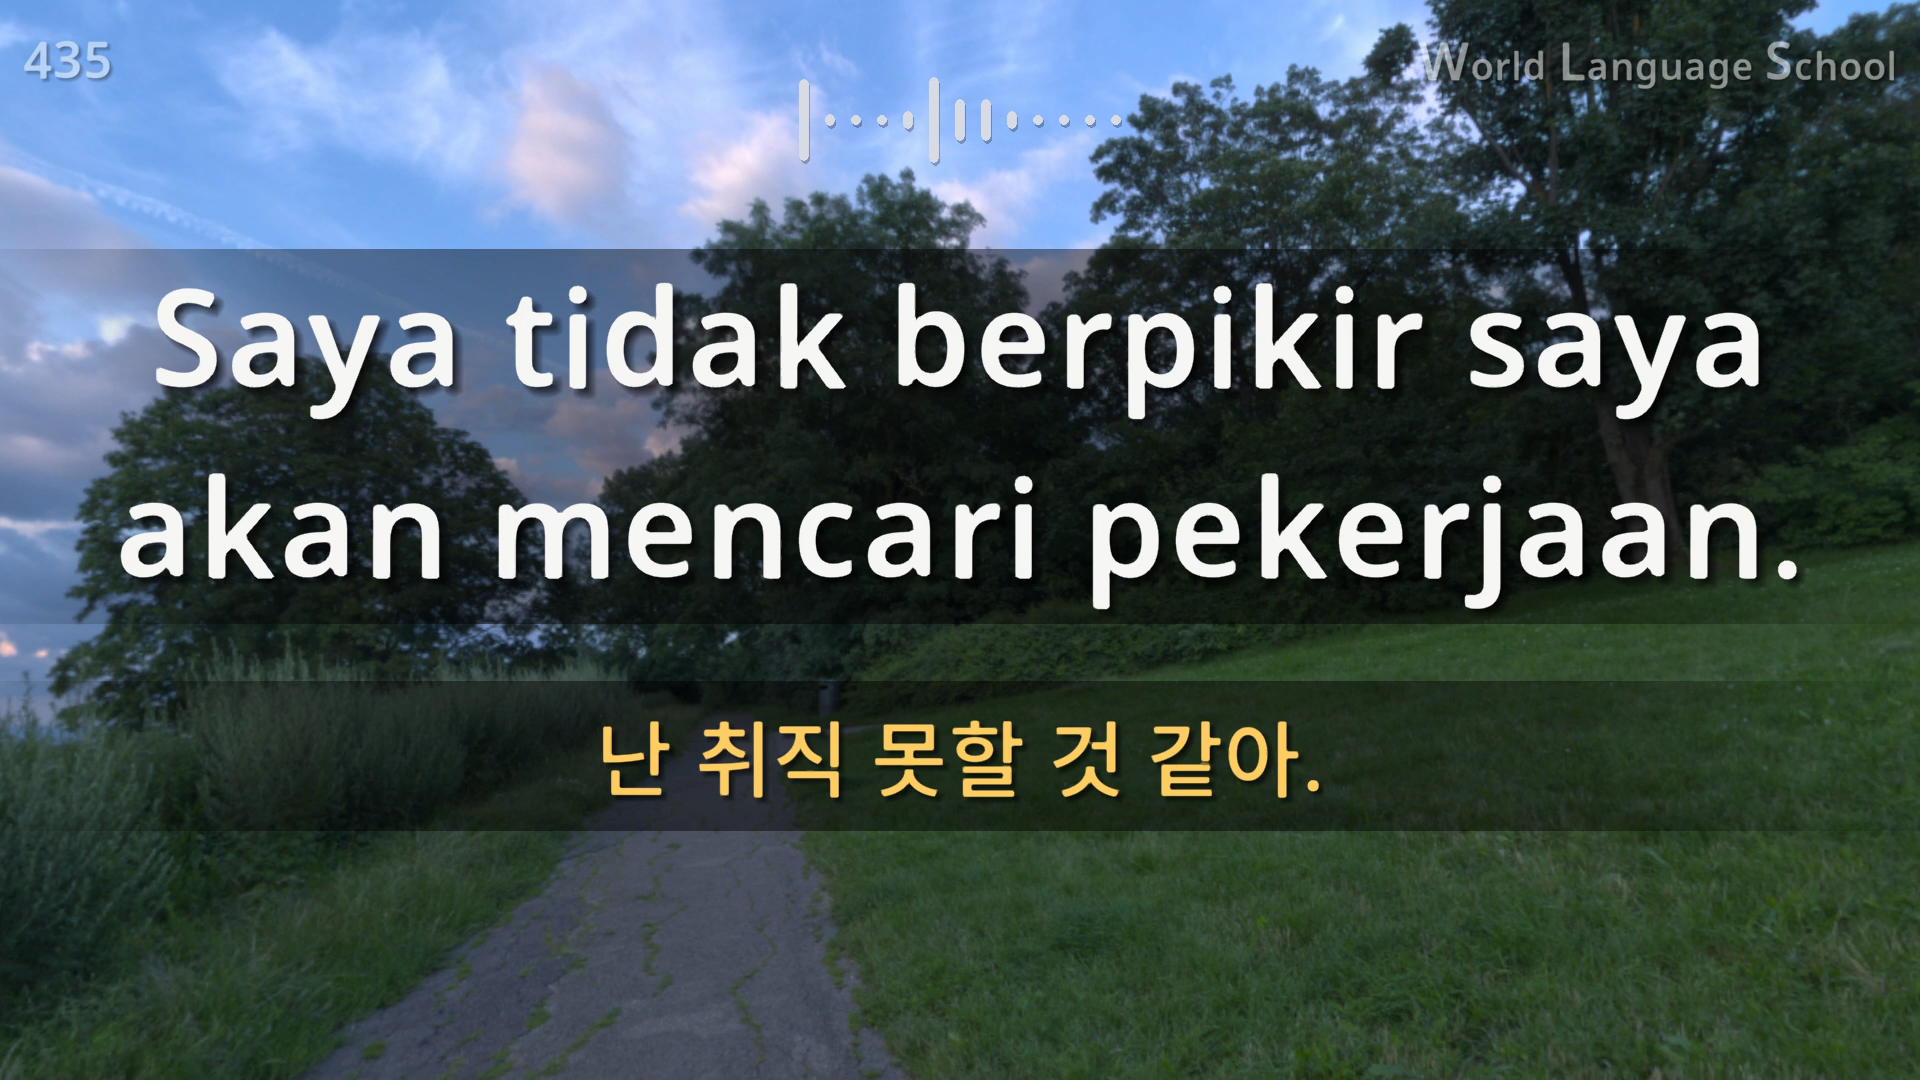 435
World Language School
Saya tidak berpikir saya
akan mencari pekerjaan.
난 취직 못할 것 같아.